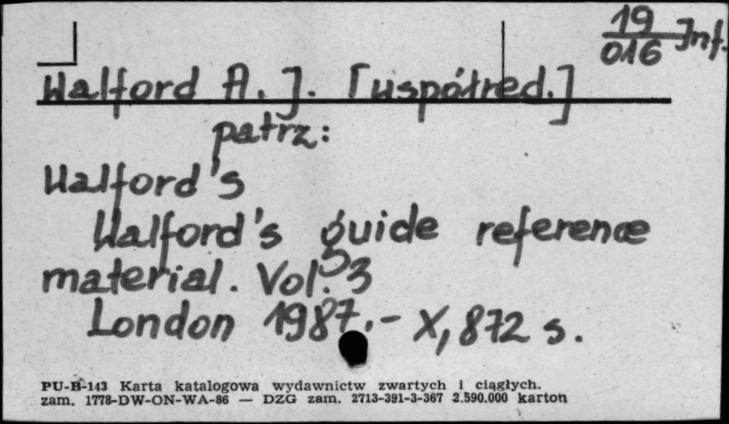 19
016 Inf.
Walford A. J. [współred.]
patrz:
Walford's
Walford's guide reference
material. Vol. 3
London 1987.- X, 872 s.
PU-B-143 Karta katalogowa wydawnictw zwartych i ciągłych.
zam. 1778-DW-ON-WA-86 — DZG zam. 2713-391-3-367 2.590.000 karton